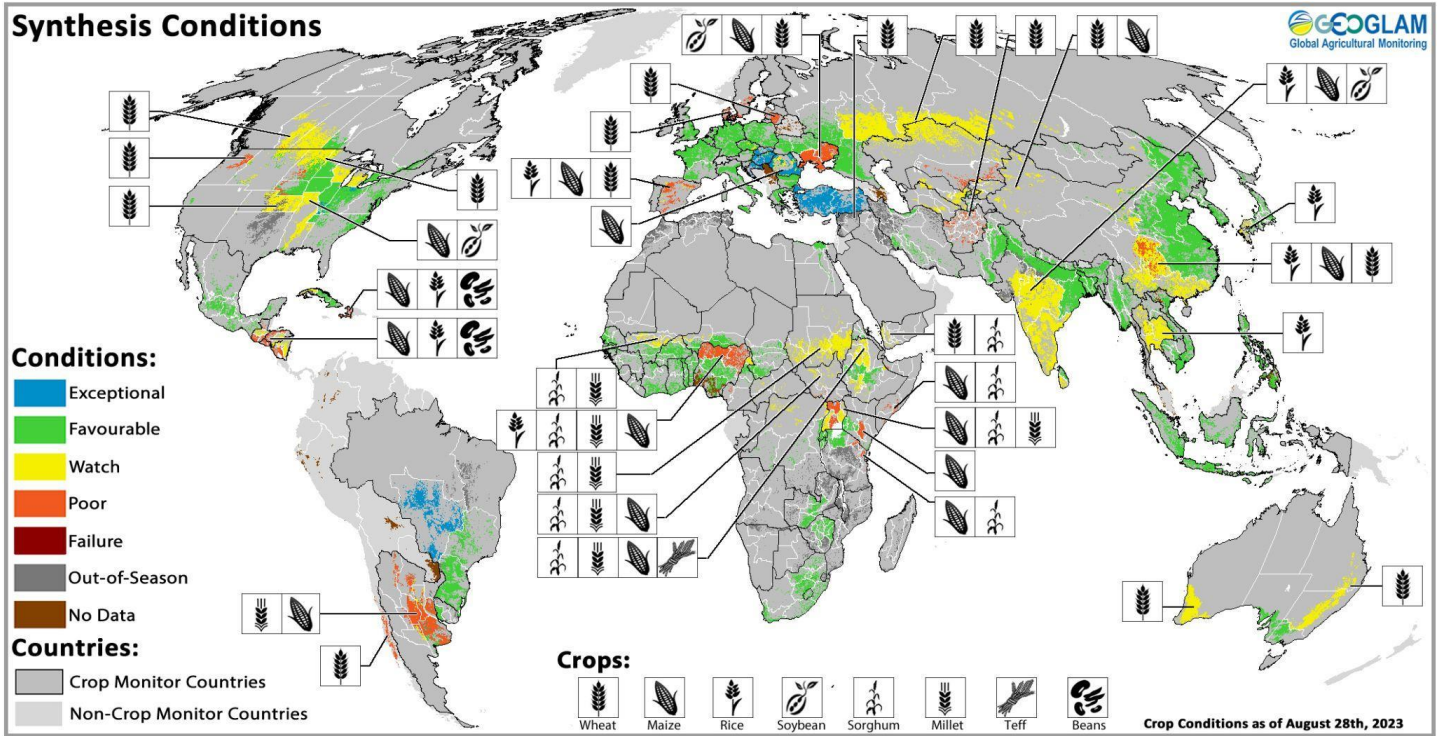 Synthesis Conditions
GEOGLAM
Global Agricultural Monitoring
Conditions:
Exceptional
Favourable
Watch
Poor
Failure
Out-of-Season
No Data
Countries:
Crop Monitor Countries
Non-Crop Monitor Countries
Crops:
Wheat
Maize
Rice
Soybean
Sorghum
Millet
Teff
Beans
Crop Conditions as of August 28th, 2023